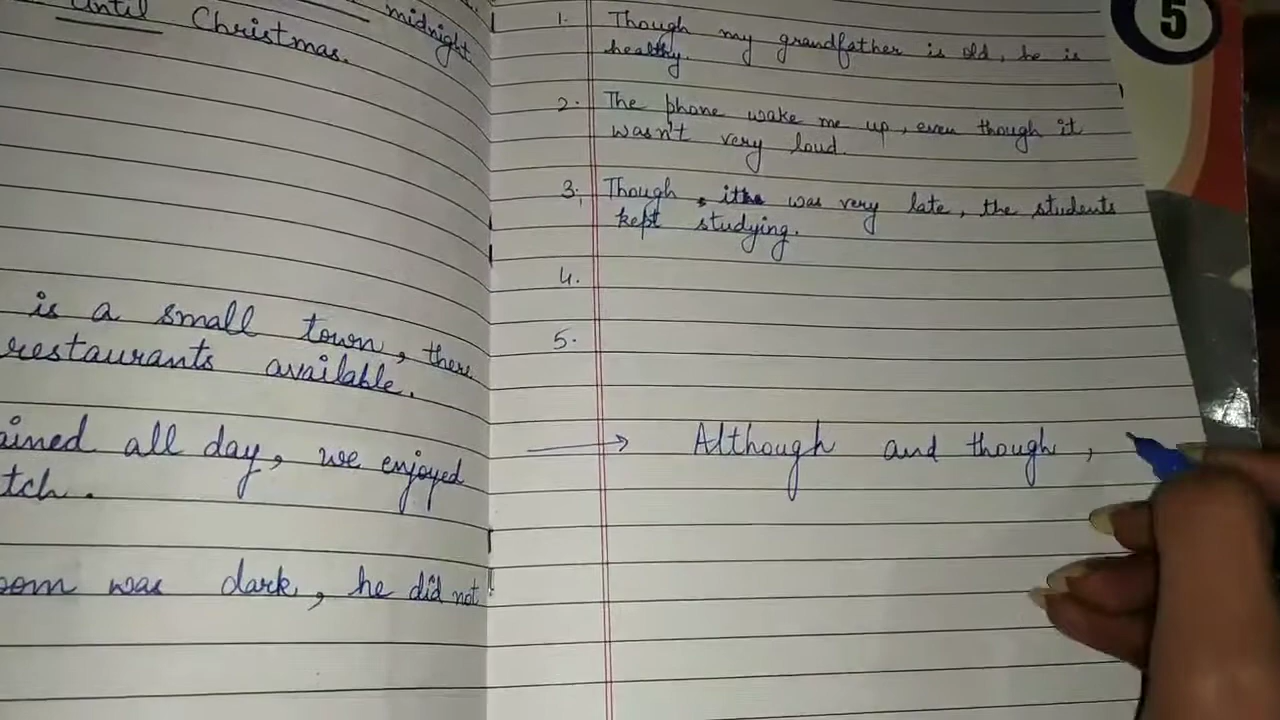 until Christmas.
midnight
is a small town, there
restaurants available.
ained all day, we enjoyed
tch.
oom was dark, he did not
1. Though my grandfather is old, he is
healthy.
2. The phone wake me up, even though it
wasn't very loud.
3. Though it was very late, the students
kept studying.
4.
5.
→ Although and though,
5